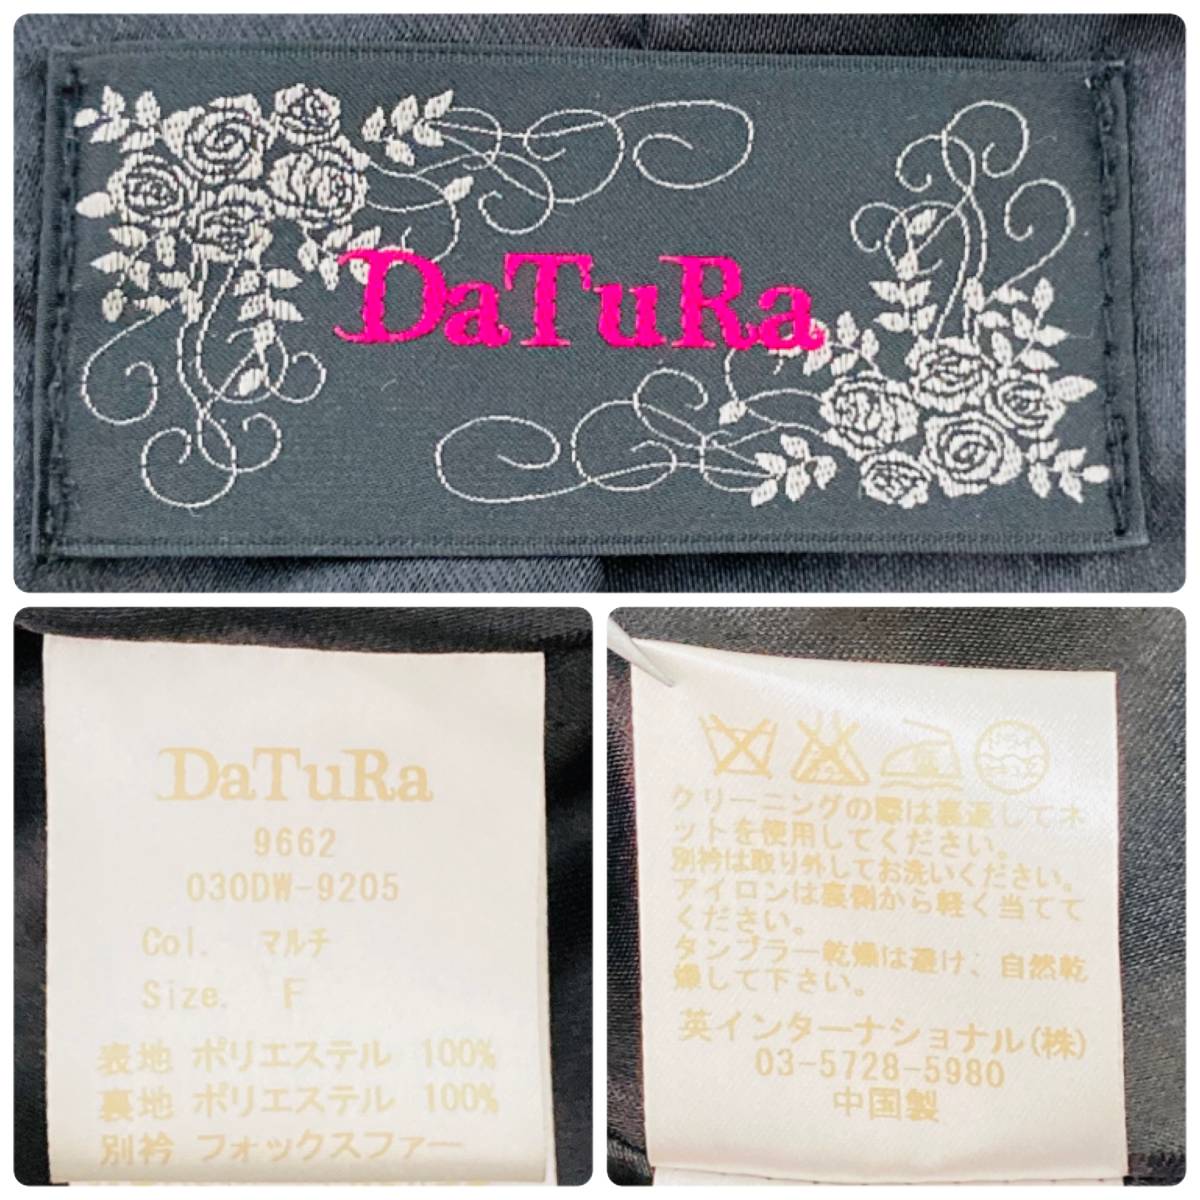 DaTuRa
DaTuRa
9662
030DW-9205
Col. マルチ
Size. F
表地 ポリエステル 100%
裏地 ポリエステル 100%
別衿 フォックスファー
クリーニングの際は裏返してネ
ットを使用してください。
別衿は取り外してお洗いください。
アイロンは裏側から軽く当てて
ください。
タンブラー乾燥は避け、自然乾
燥して下さい。
英インターナショナル(株)
03-5728-5980
中国製